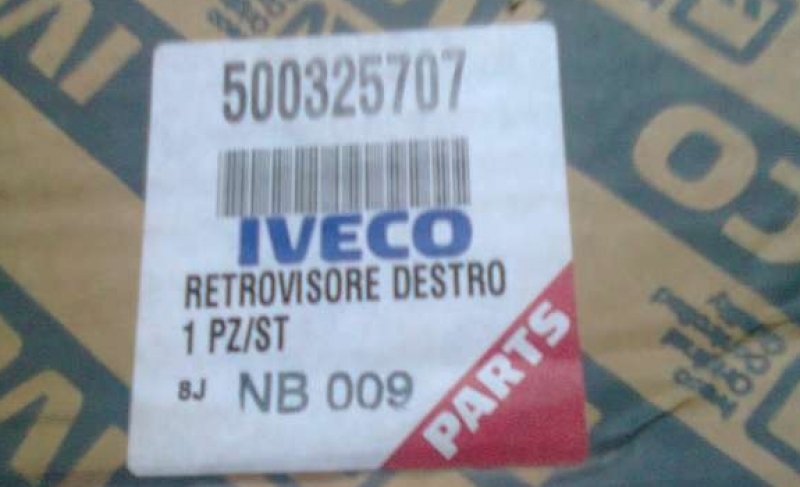 500325707
IVECO
RETROVISORE DESTRO
1 PZ/ST
8J NB 009
PARTS